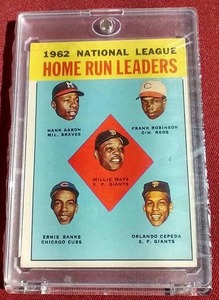 1962 NATIONAL LEAGUE
HOME RUN LEADERS
HANK AARON
MIL. BRAVES
FRANK ROBINSON
CIN. REDS
WILLIE MAYS
S. F. GIANTS
ERNIE BANKS
CHICAGO CUBS
ORLANDO CEPEDA
S. F. GIANTS